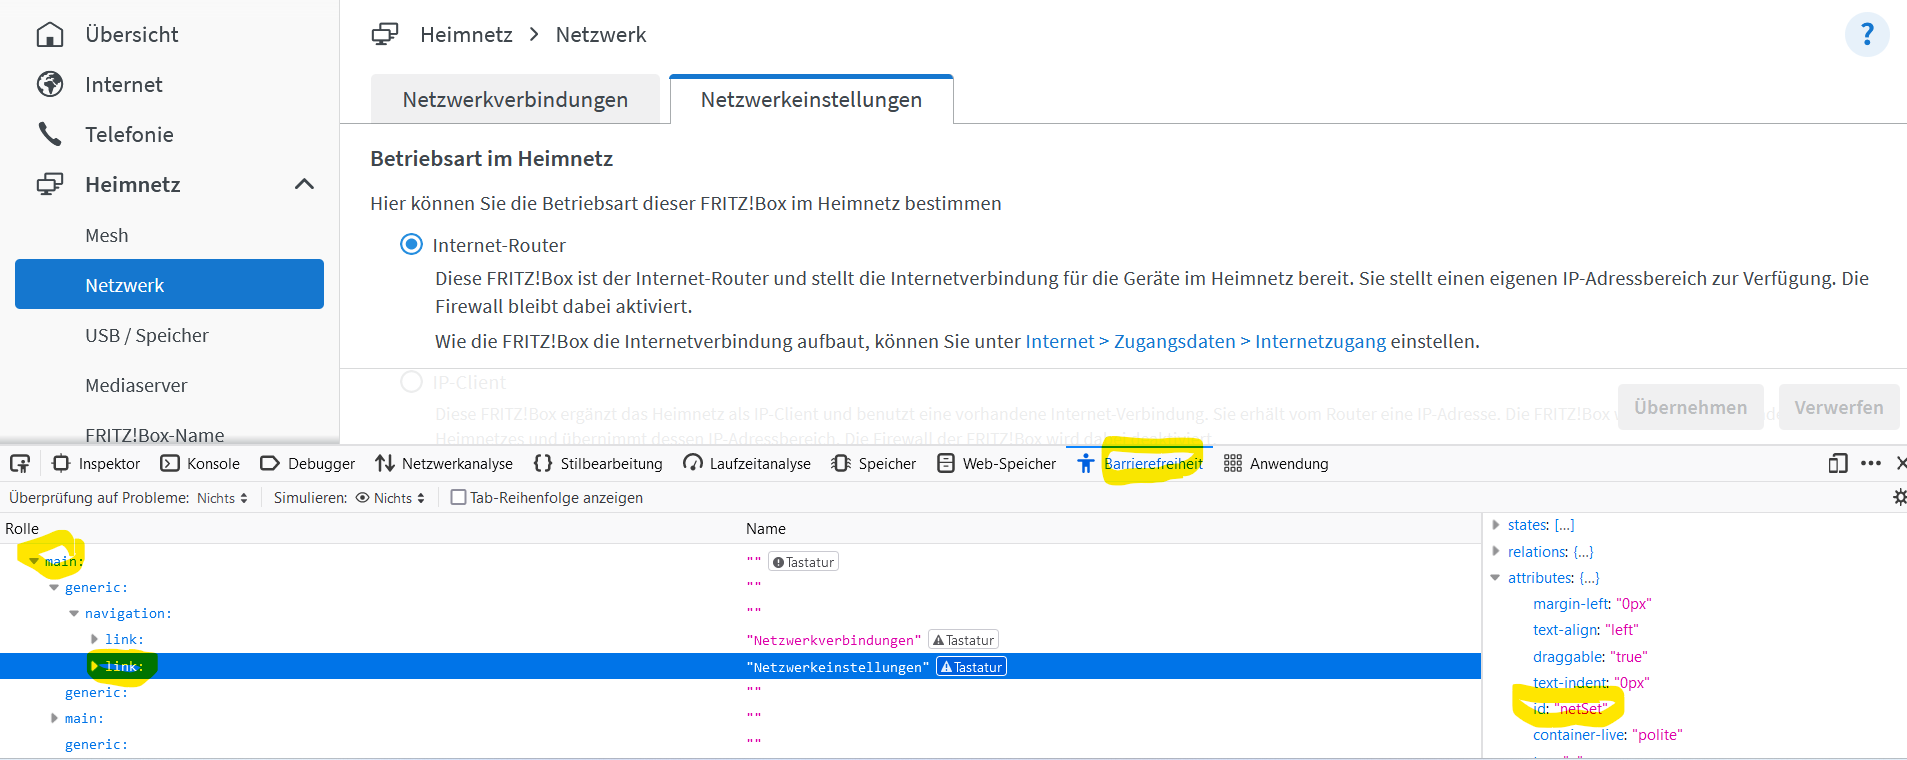 Übersicht
Internet
Telefonie
Heimnetz
Mesh
Netzwerk
USB / Speicher
Mediaserver
FRITZ!Box-Name
Heimnetz > Netzwerk
?
Netzwerkverbindungen
Netzwerkeinstellungen
Betriebsart im Heimnetz
Hier können Sie die Betriebsart dieser FRITZ!Box im Heimnetz bestimmen
Internet-Router
Diese FRITZ!Box ist der Internet-Router und stellt die Internetverbindung für die Geräte im Heimnetz bereit. Sie stellt einen eigenen IP-Adressbereich zur Verfügung. Die
Firewall bleibt dabei aktiviert.
Wie die FRITZ!Box die Internetverbindung aufbaut, können Sie unter Internet > Zugangsdaten > Internetzugang einstellen.
IP-Client
Diese FRITZ!Box ergänzt das Heimnetz als IP-Client und benutzt eine vorhandene Internet-Verbindung. Sie erhält vom Router eine IP-Adresse. Die FRITZ!Box
Heimnetzes und übernimmt dessen IP-Adressbereich. Die Firewall der FRITZ!Box wird dabei deaktiviert.
Übernehmen
Verwerfen
Inspektor Konsole Debugger Netzwerkanalyse Stilbearbeitung Laufzeitanalyse Speicher Web-Speicher Barrierefreiheit Anwendung
Überprüfung auf Probleme: Nichts Simulieren: Nichts Tab-Reihenfolge anzeigen
Rolle Name
main: "" Tastatur
generic: ""
navigation: ""
link: "Netzwerkverbindungen" Tastatur
link: "Netzwerkeinstellungen" Tastatur
generic: ""
main: ""
generic: ""
states: […]
relations: {…}
attributes: {…}
margin-left: "0px"
text-align: "left"
draggable: "true"
text-indent: "0px"
id: "netSet"
container-live: "polite"